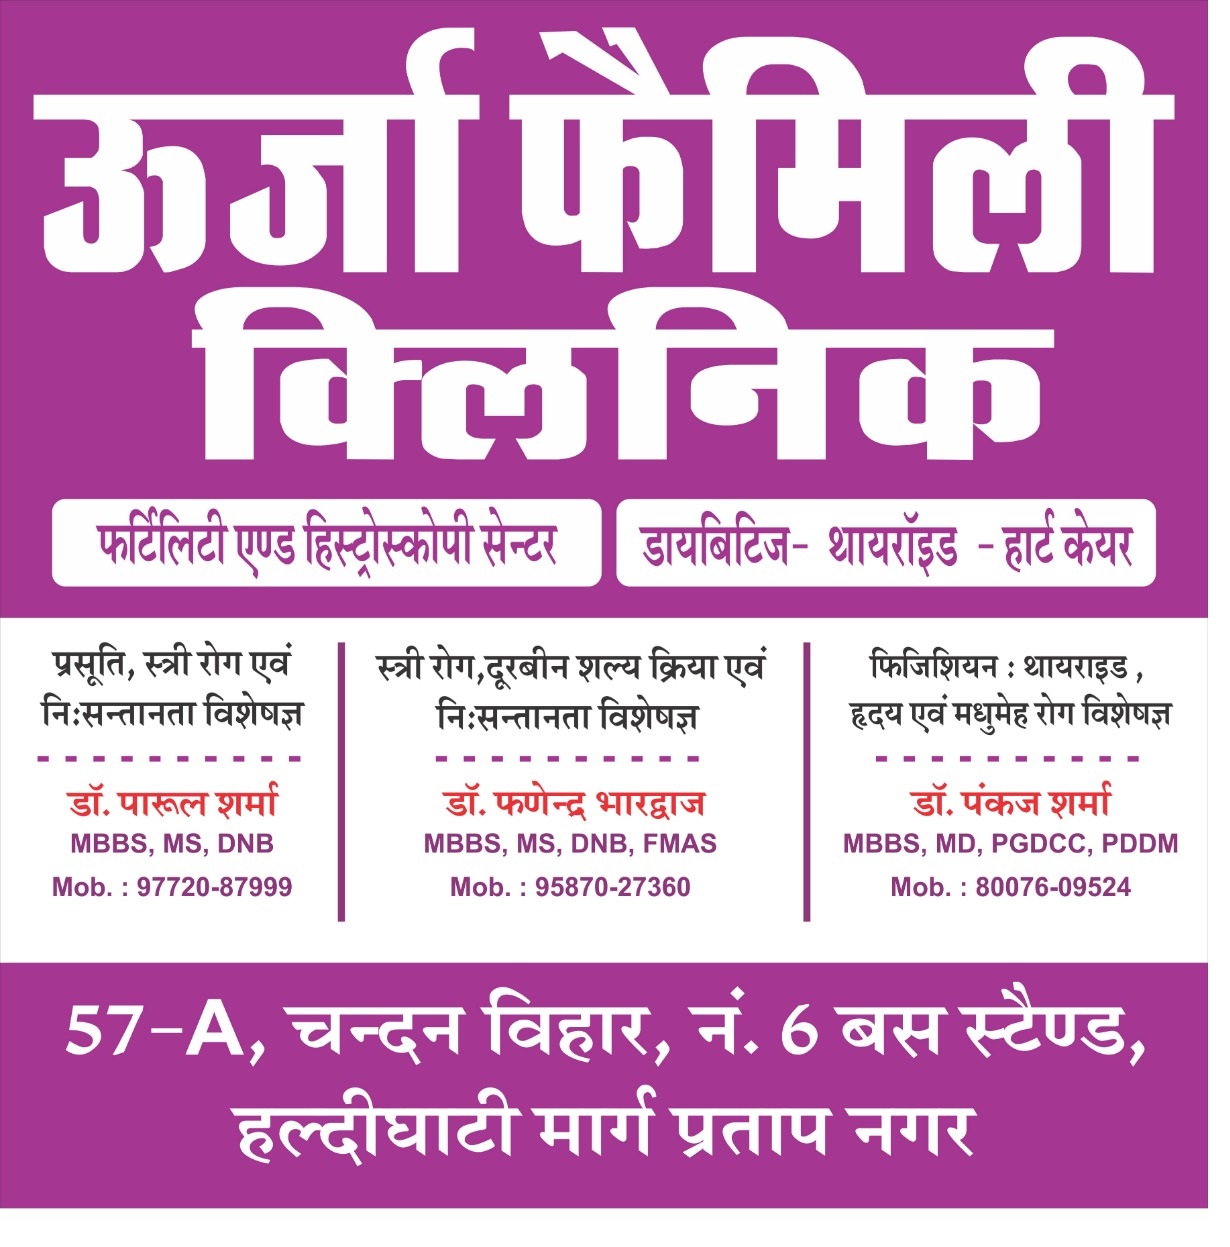 ऊर्जा फैमिली
क्लिनिक
फर्टिलिटी एण्ड हिस्ट्रोस्कोपी सेन्टर
डायबिटिज- थायरॉइड - हार्ट केयर
प्रसूति, स्त्री रोग एवं
निःसन्तानता विशेषज्ञ
डॉ. पारूल शर्मा
MBBS, MS, DNB
Mob. : 97720-87999
स्त्री रोग,दूरबीन शल्य क्रिया एवं
निःसन्तानता विशेषज्ञ
डॉ. फणेन्द्र भारद्वाज
MBBS, MS, DNB, FMAS
Mob. : 95870-27360
फिजिशियन : थायराइड ,
हृदय एवं मधुमेह रोग विशेषज्ञ
डॉ. पंकज शर्मा
MBBS, MD, PGDCC, PDDM
Mob. : 80076-09524
57-A, चन्दन विहार, नं. 6 बस स्टैण्ड,
हल्दीघाटी मार्ग प्रताप नगर